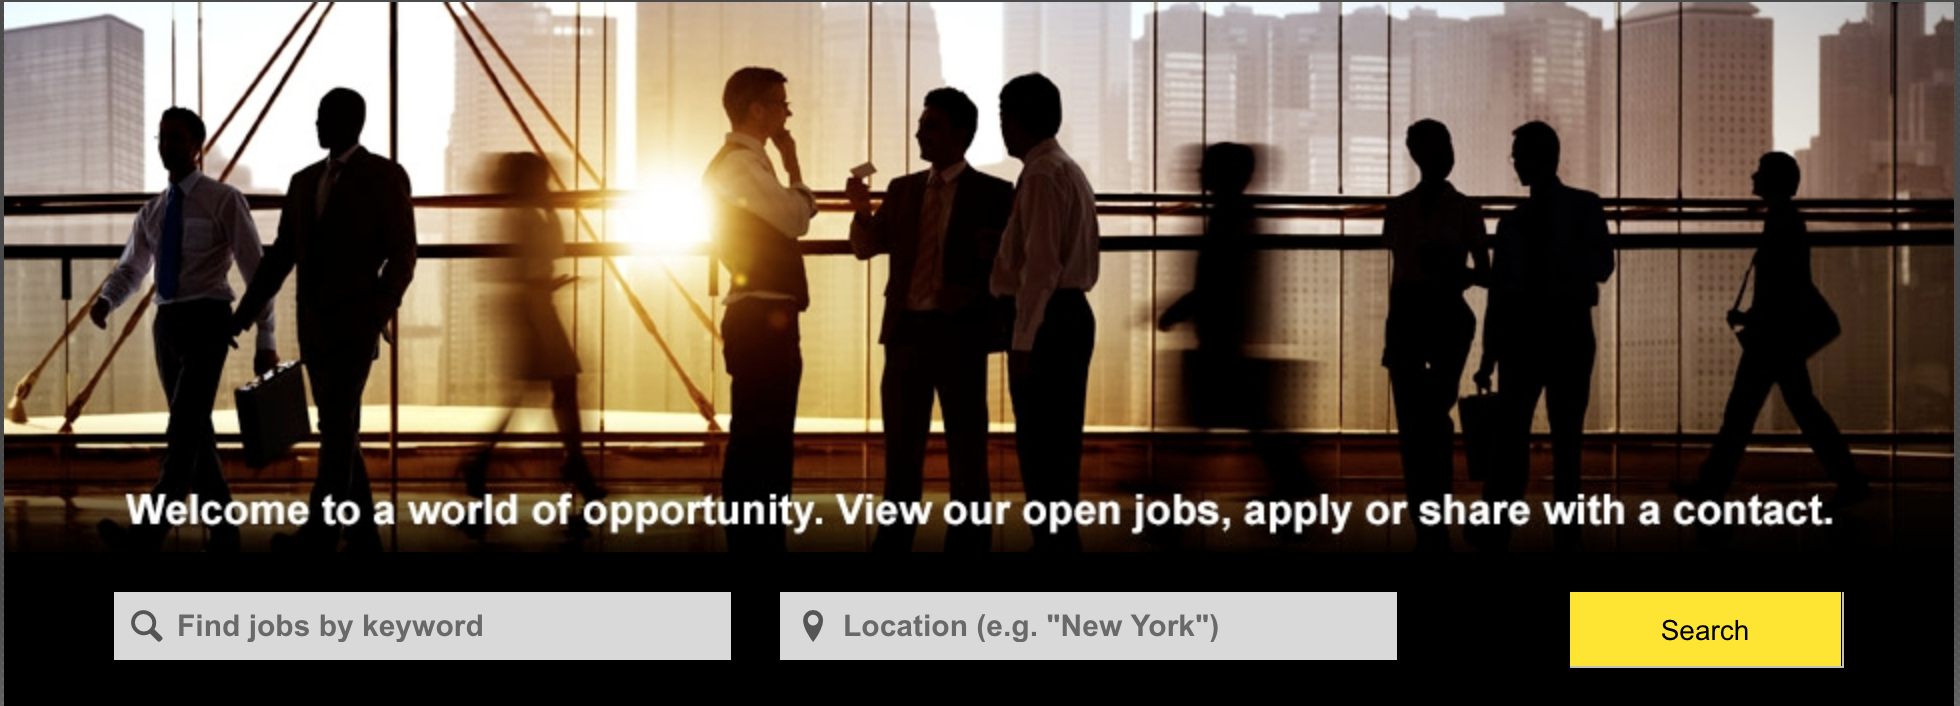 Welcome to a world of opportunity. View our open jobs, apply or share with a contact.
Find jobs by keyword
Location (e.g. "New York")
Search